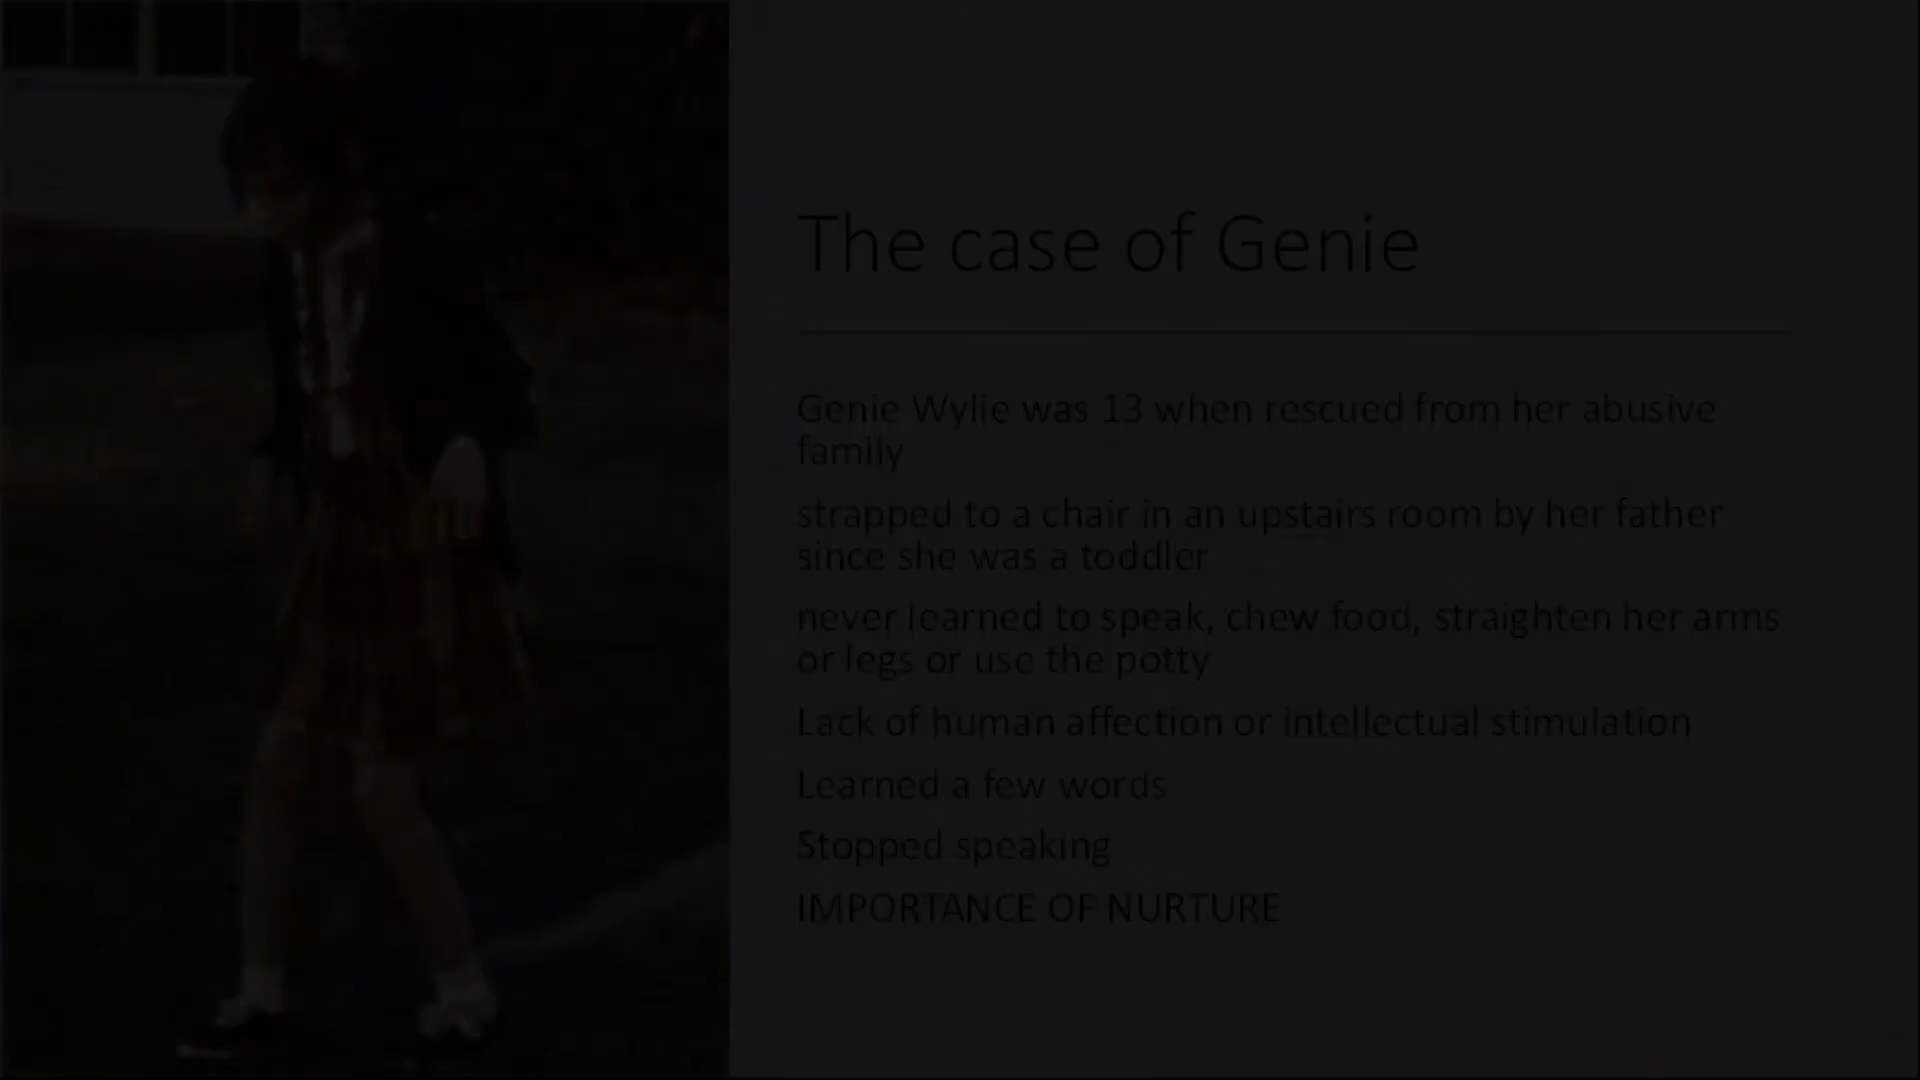 The case of Genie
Genie Wylie was 13 when rescued from her abusive
family
strapped to a chair in an upstairs room by her father
since she was a toddler
never learned to speak, chew food, straighten her arms
or legs or use the potty
Lack of human affection or intellectual stimulation
Learned a few words
Stopped speaking
IMPORTANCE OF NURTURE